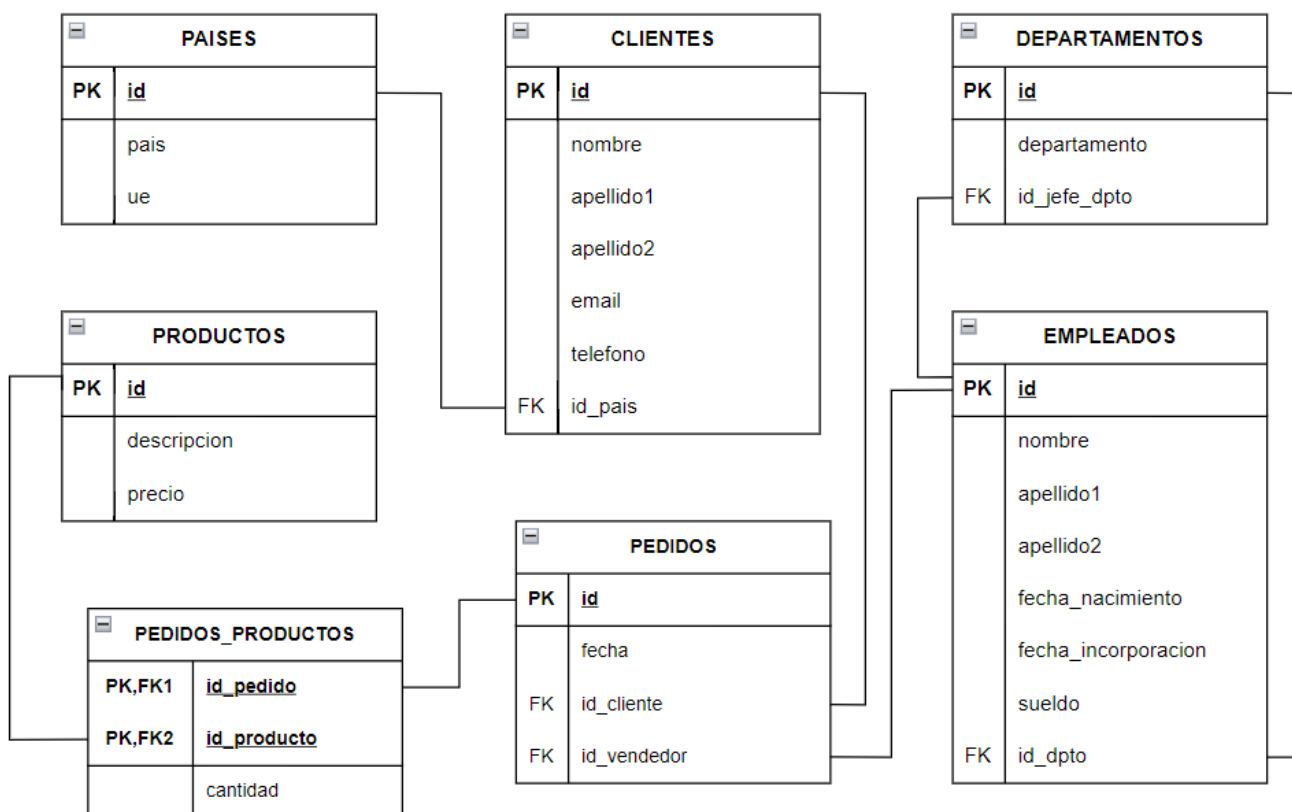 PAISES
PK id
pais
ue
CLIENTES
PK id
nombre
apellido1
apellido2
email
telefono
FK id_pais
DEPARTAMENTOS
PK id
departamento
FK id_jefe_dpto
PRODUCTOS
PK id
descripcion
precio
EMPLEADOS
PK id
nombre
apellido1
apellido2
fecha_nacimiento
fecha_incorporacion
sueldo
FK id_dpto
PEDIDOS
PK id
fecha
FK id_cliente
FK id_vendedor
PEDIDOS_PRODUCTOS
PK,FK1 id_pedido
PK,FK2 id_producto
cantidad